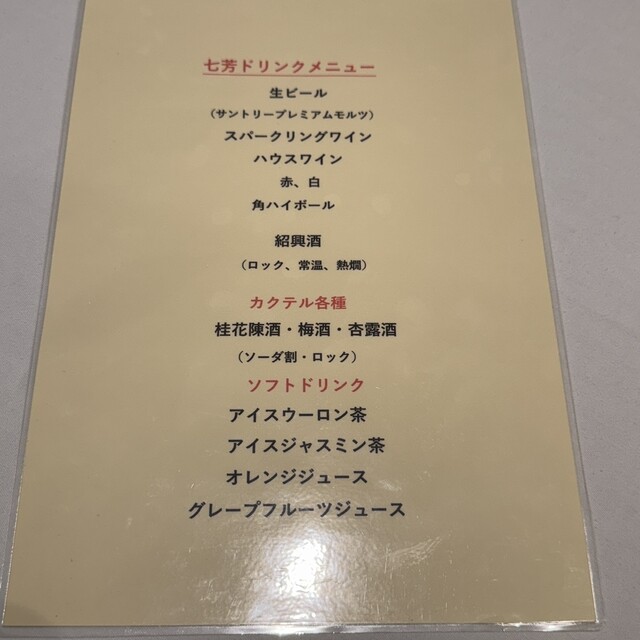 七芳ドリンクメニュー
生ビール
（サントリープレミアムモルツ）
スパークリングワイン
ハウスワイン
赤、白
角ハイボール
紹興酒
（ロック、常温、熱燗）
カクテル各種
桂花陳酒・梅酒・杏露酒
（ソーダ割・ロック）
ソフトドリンク
アイスウーロン茶
アイスジャスミン茶
オレンジジュース
グレープフルーツジュース